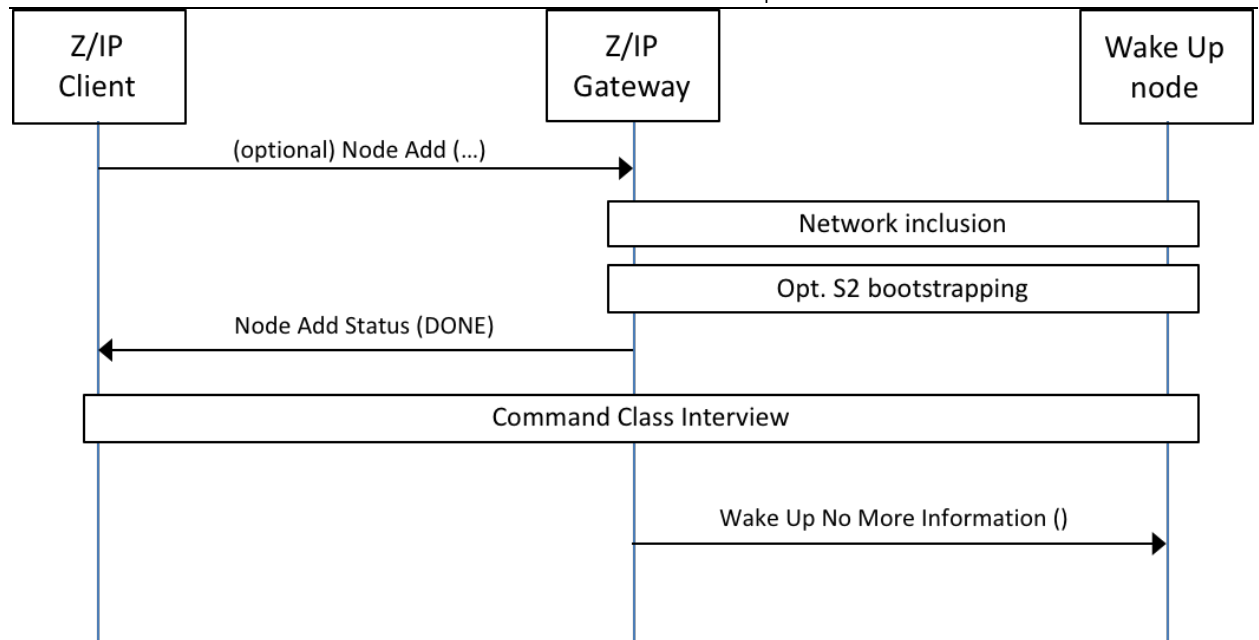 Z/IP
Client
Z/IP
Gateway
Wake Up
node
(optional) Node Add (...)
Network inclusion
Opt. S2 bootstrapping
Node Add Status (DONE)
Command Class Interview
Wake Up No More Information ()